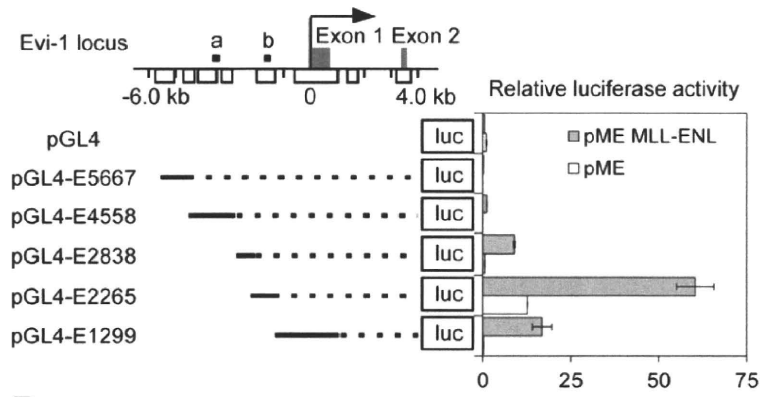 Evi-1 locus
a b
Exon 1 Exon 2
-6.0 kb 0 4.0 kb
Relative luciferase activity
pME MLL-ENL
pME
pGL4 luc
pGL4-E5667 luc
pGL4-E4558 luc
pGL4-E2838 luc
pGL4-E2265 luc
pGL4-E1299 luc
0 25 50 75